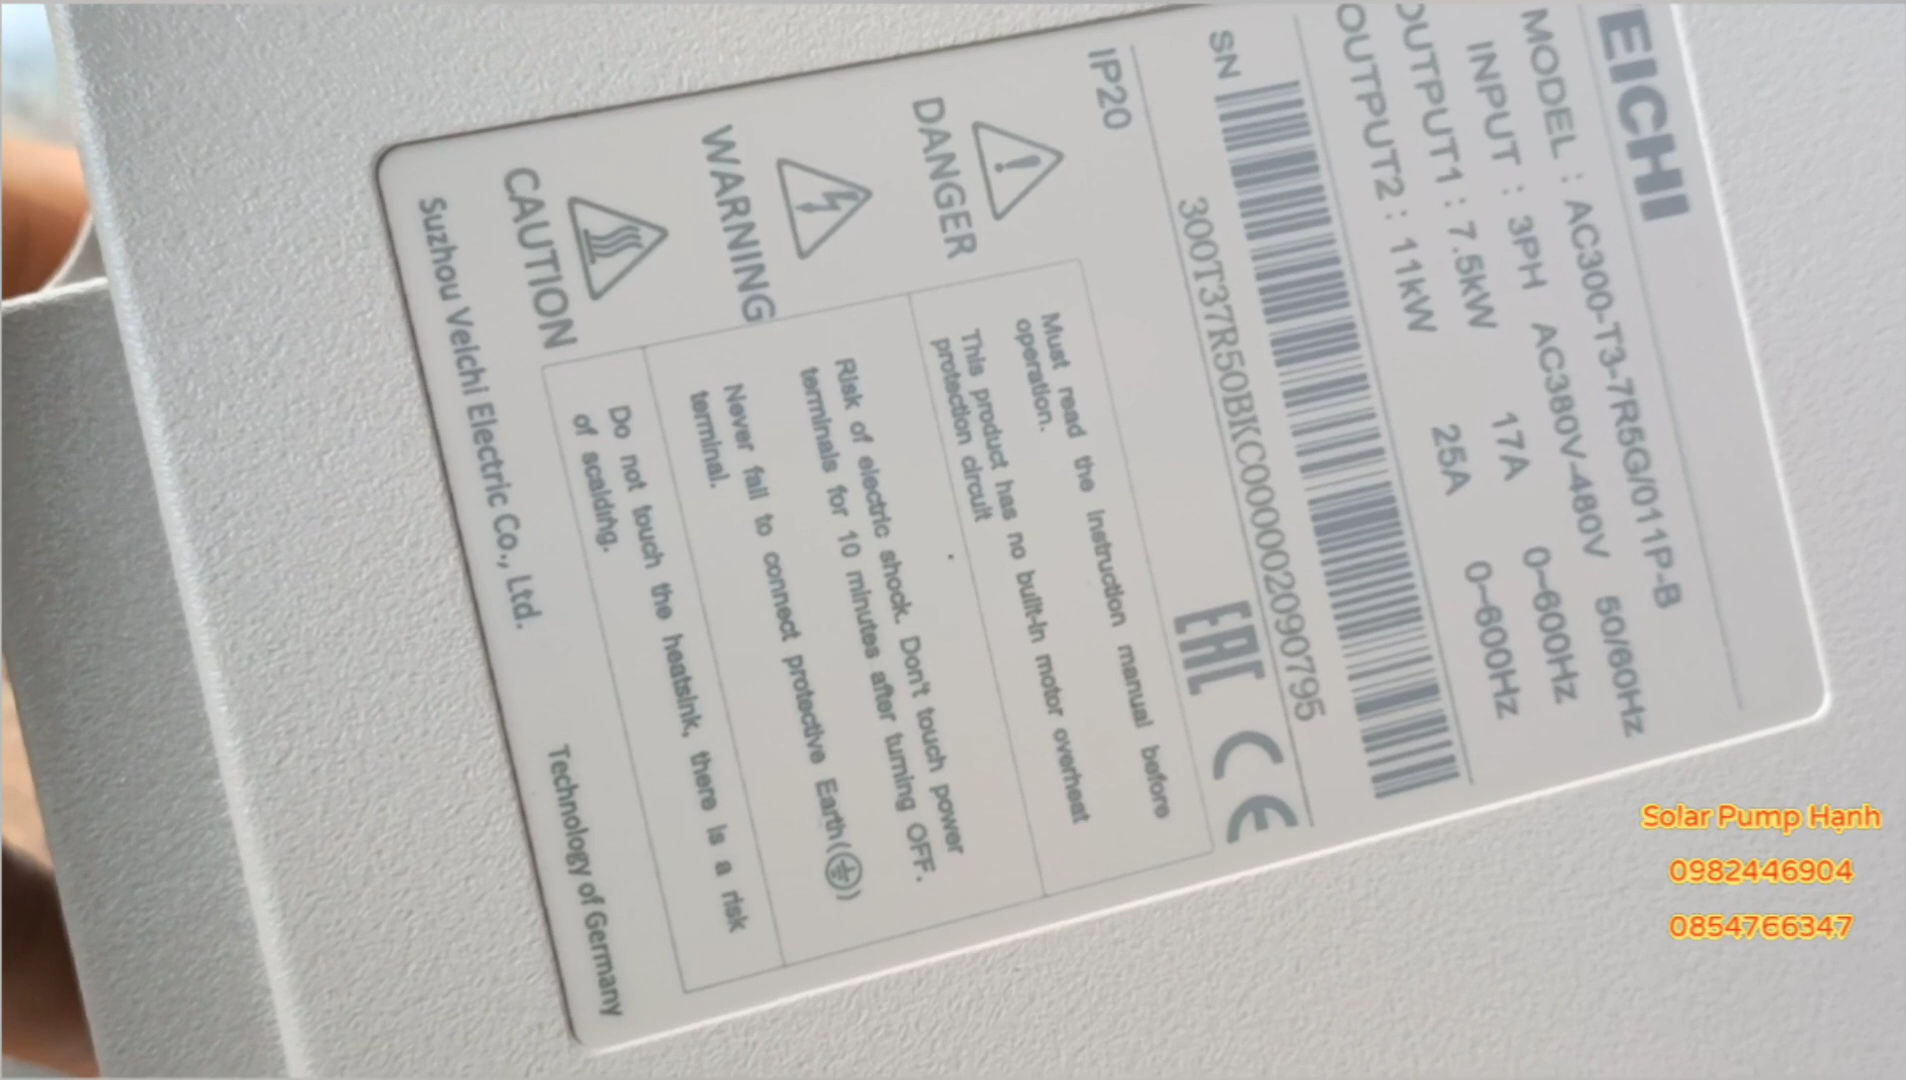 EICHI
MODEL : AC300-T3-7R5G/011P-B
INPUT : 3PH AC380V-480V 50/60Hz
OUTPUT1 : 7.5kW 17A 0~600Hz
OUTPUT2 : 11kW 25A 0~600Hz
SN
300T37R50BKC000002090795
IP20
EAC CE
DANGER
Must read the instruction manual before
operation.
This product has no built-in motor overheat
protection circuit
WARNING
Risk of electric shock. Don't touch power
terminals for 10 minutes after turning OFF.
Never fail to connect protective Earth( )
terminal.
CAUTION
Do not touch the heatsink, there is a risk
of scalding.
Suzhou Veichi Electric Co., Ltd. Technology of Germany
Solar Pump Hạnh
0982446904
0854766347